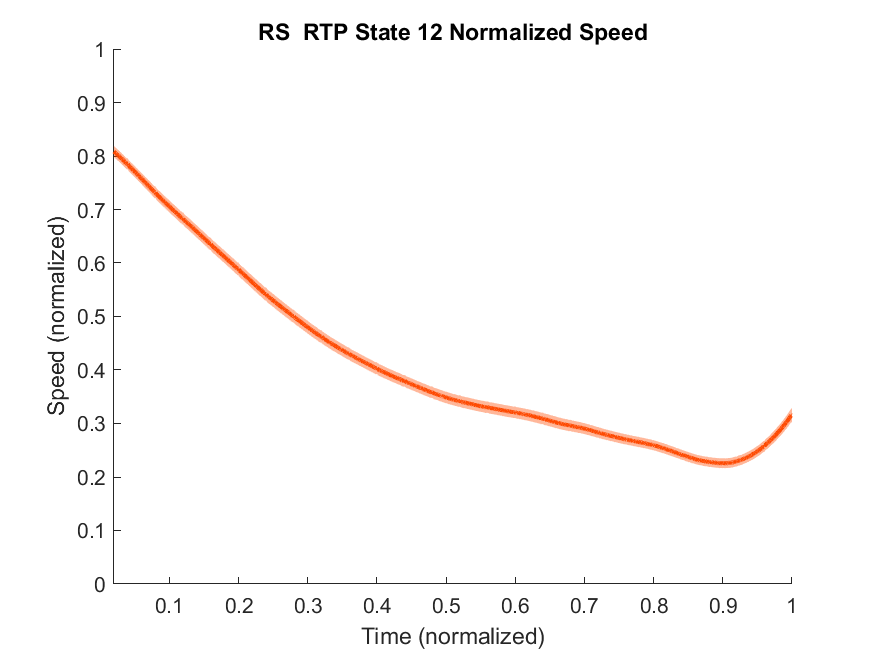 RS  RTP State 12 Normalized Speed
1
0.9
0.8
0.7
0.6
0.5
0.4
0.3
0.2
0.1
0
Speed (normalized)
0.1 0.2 0.3 0.4 0.5 0.6 0.7 0.8 0.9 1
Time (normalized)